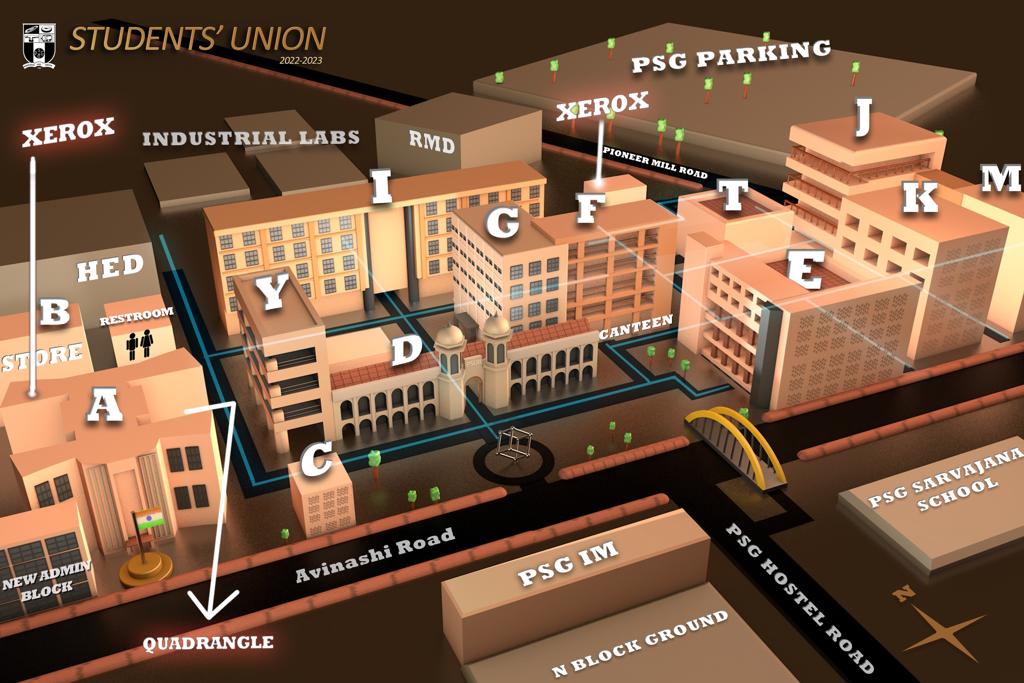 STUDENTS' UNION
2022-2023
PSG PARKING
XEROX
J
XEROX
INDUSTRIAL LABS
RMD
PIONEER MILL ROAD
M
I
T
K
G
F
HED
E
Y
B
RESTROOM
CANTEEN
STORE
D
A
C
PSG SARVAJANA
SCHOOL
Avinashi Road
PSG IM
NEW ADMIN
BLOCK
PSG HOSTEL ROAD
N
QUADRANGLE
N BLOCK GROUND